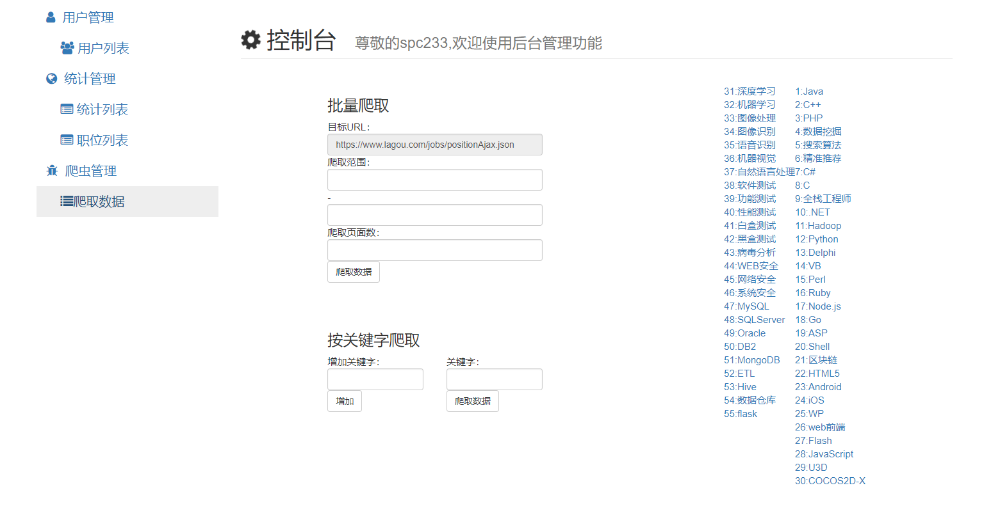 用户管理
用户列表
统计管理
统计列表
职位列表
爬虫管理
爬取数据
控制台 尊敬的spc233,欢迎使用后台管理功能
批量爬取
目标URL：
https://www.lagou.com/jobs/positionAjax.json
爬取范围：
-
爬取页面数：
爬取数据
按关键字爬取
增加关键字： 关键字：
增加 爬取数据
31:深度学习 1:Java
32:机器学习 2:C++
33:图像处理 3:PHP
34:图像识别 4:数据挖掘
35:语音识别 5:搜索算法
36:机器视觉 6:精准推荐
37:自然语言处理 7:C#
38:软件测试 8:C
39:功能测试 9:全栈工程师
40:性能测试 10:.NET
41:白盒测试 11:Hadoop
42:黑盒测试 12:Python
43:病毒分析 13:Delphi
44:WEB安全 14:VB
45:网络安全 15:Perl
46:系统安全 16:Ruby
47:MySQL 17:Node.js
48:SQLServer 18:Go
49:Oracle 19:ASP
50:DB2 20:Shell
51:MongoDB 21:区块链
52:ETL 22:HTML5
53:Hive 23:Android
54:数据仓库 24:iOS
55:flask 25:WP
26:web前端
27:Flash
28:JavaScript
29:U3D
30:COCOS2D-X